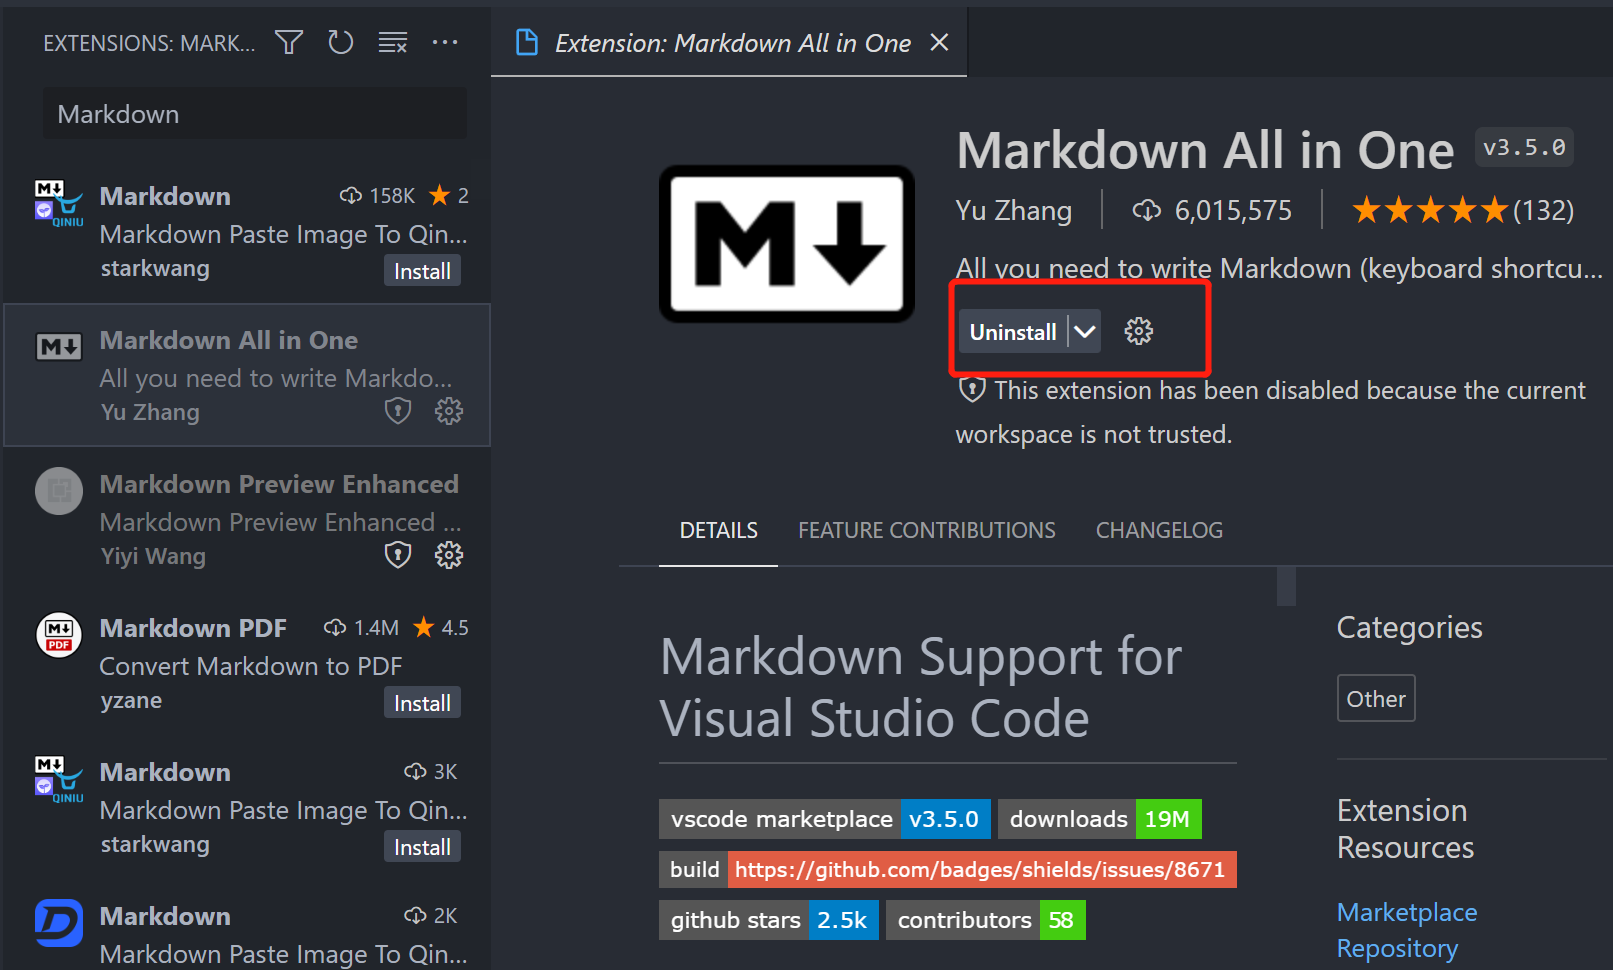 EXTENSIONS: MARK...
Markdown
Markdown 158K 2
Markdown Paste Image To Qin...
starkwang Install
Markdown All in One
All you need to write Markdo...
Yu Zhang
Markdown Preview Enhanced
Markdown Preview Enhanced ...
Yiyi Wang
Markdown PDF 1.4M 4.5
Convert Markdown to PDF
yzane Install
Markdown 3K
Markdown Paste Image To Qin...
starkwang Install
Markdown 2K
Markdown Paste Image To Qin...
M
QINIU
M
M
PDF
M
QINIU
Extension: Markdown All in One
M
Markdown All in One v3.5.0
Yu Zhang 6,015,575 (132)
All you need to write Markdown (keyboard shortcu...
Uninstall
This extension has been disabled because the current
workspace is not trusted.
DETAILS FEATURE CONTRIBUTIONS CHANGELOG
Markdown Support for
Visual Studio Code
vscode marketplace v3.5.0 downloads 19M
build https://github.com/badges/shields/issues/8671
github stars 2.5k contributors 58
Categories
Other
Extension
Resources
Marketplace
Repository